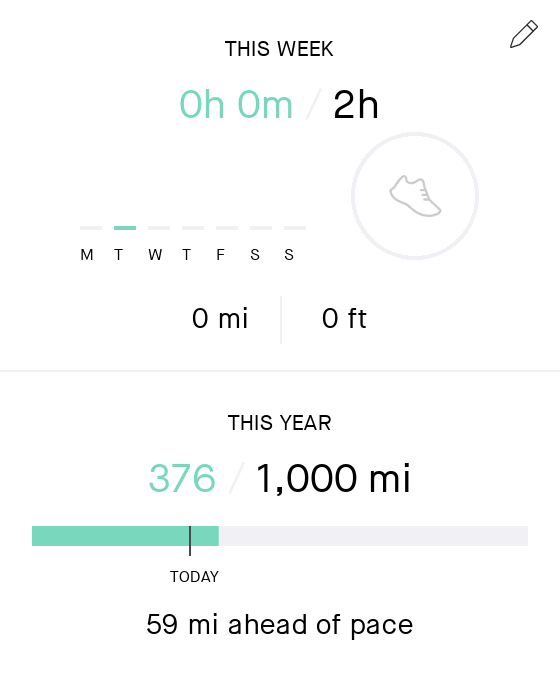 THIS WEEK
0h 0m / 2h
M T W T F S S
0 mi 0 ft
THIS YEAR
376 / 1,000 mi
TODAY
59 mi ahead of pace